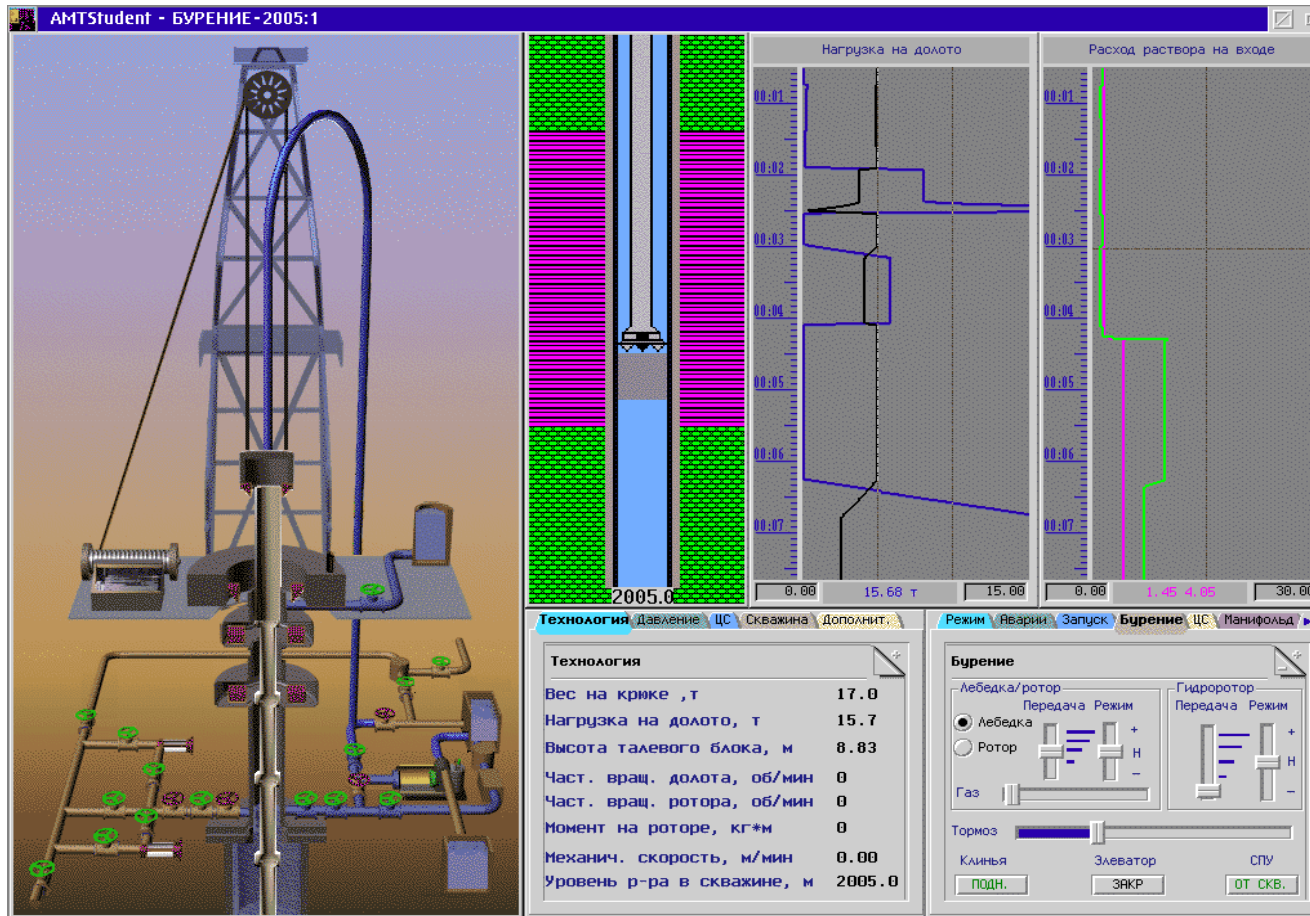 AMTStudent - БУРЕНИЕ-2005:1
Нагрузка на долото
Расход раствора на входе
00:01
00:02
00:03
00:04
00:05
00:06
00:07
00:01
00:02
00:03
00:04
00:05
00:06
00:07
2005.0
0.00 15.68 т 15.00
0.00 1.45 4.05 30.00
Технология Давление ЦС Скважина Дополнит.
Технология
Вес на крюке ,т 17.0
Нагрузка на долото, т 15.7
Высота талевого блока, м 8.83
Част. вращ. долота, об/мин 0
Част. вращ. ротора, об/мин 0
Момент на роторе, кг*м 0
Механич. скорость, м/мин 0.00
Уровень р-ра в скважине, м 2005.0
Режим Аварии Запуск Бурение ЦС Манифольд
Бурение
Лебедка/ротор Гидроротор
Передача Режим Передача Режим
Лебедка
Ротор
+
Н
−
+
Н
−
Газ
Тормоз
Клинья Элеватор СПУ
ПОДН. ЗАКР ОТ СКВ.